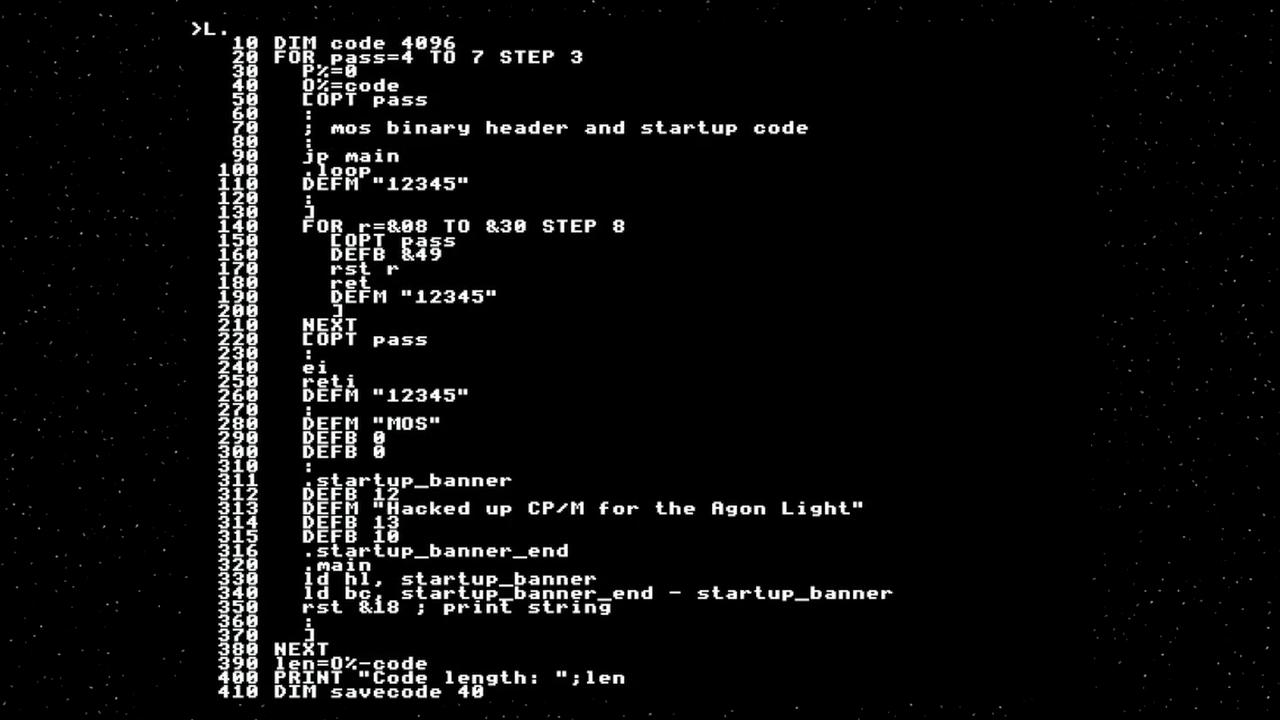 >L.
10 DIM code 4096
20 FOR pass=4 TO 7 STEP 3
30 P%=0
40 O%=code
50 [OPT pass
60 :
70 ; mos binary header and startup code
80 :
90 jp main
100 .loop
110 DEFM "12345"
120 :
130 ]
140 FOR r=&08 TO &30 STEP 8
150 [OPT pass
160 DEFB &49
170 rst r
180 ret
190 DEFM "12345"
200 ]
210 NEXT
220 [OPT pass
230 :
240 ei
250 reti
260 DEFM "12345"
270 :
280 DEFM "MOS"
290 DEFB 0
300 DEFB 0
310 :
311 .startup_banner
312 DEFB 12
313 DEFM "Hacked up CP/M for the Agon Light"
314 DEFB 13
315 DEFB 10
316 .startup_banner_end
320 .main
330 ld hl, startup_banner
340 ld bc, startup_banner_end - startup_banner
350 rst &18 ; print string
360 :
370 ]
380 NEXT
390 len=O%-code
400 PRINT "Code length: ";len
410 DIM savecode 40